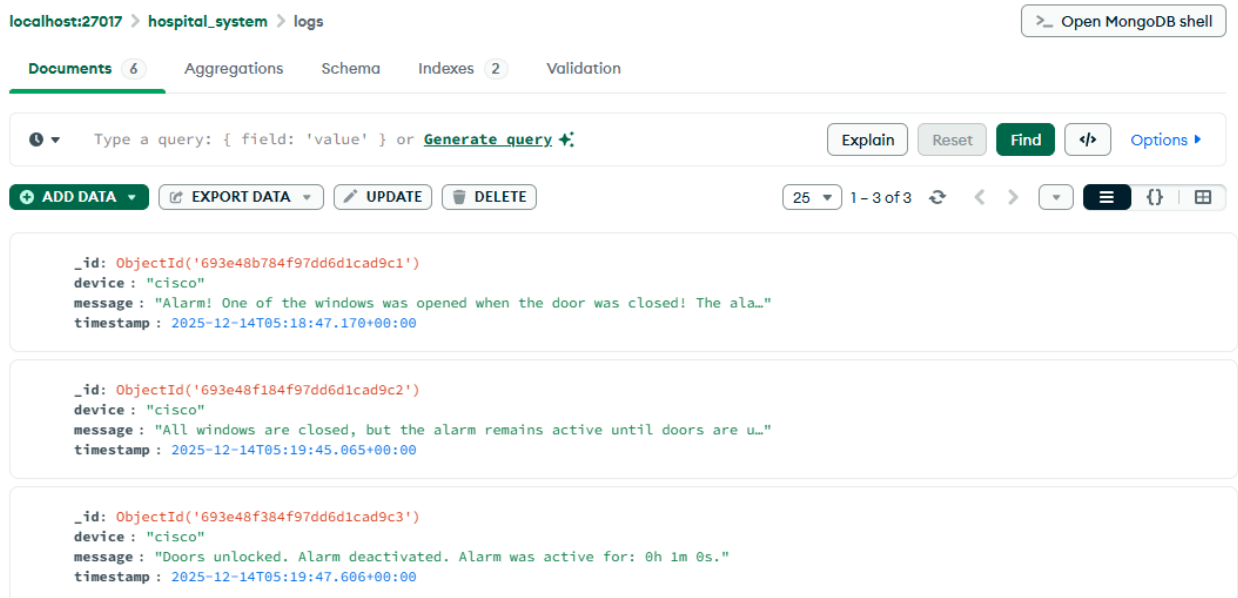 localhost:27017 > hospital_system > logs
>_ Open MongoDB shell
Documents 6 Aggregations Schema Indexes 2 Validation
Type a query: { field: 'value' } or Generate query
Explain Reset Find </> Options
ADD DATA EXPORT DATA UPDATE DELETE
25 1 – 3 of 3 {}
_id: ObjectId('693e48b784f97dd6d1cad9c1')
device : "cisco"
message : "Alarm! One of the windows was opened when the door was closed! The ala…"
timestamp : 2025-12-14T05:18:47.170+00:00
_id: ObjectId('693e48f184f97dd6d1cad9c2')
device : "cisco"
message : "All windows are closed, but the alarm remains active until doors are u…"
timestamp : 2025-12-14T05:19:45.065+00:00
_id: ObjectId('693e48f384f97dd6d1cad9c3')
device : "cisco"
message : "Doors unlocked. Alarm deactivated. Alarm was active for: 0h 1m 0s."
timestamp : 2025-12-14T05:19:47.606+00:00